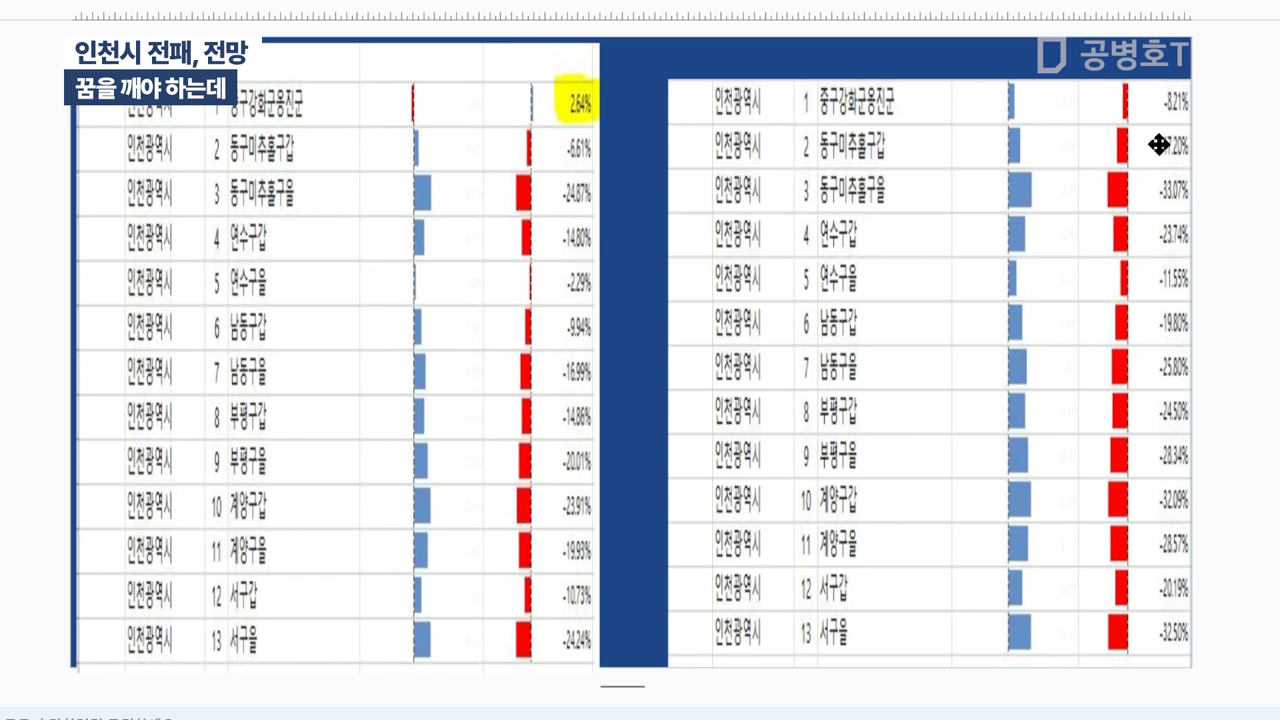 인천시 전패, 전망
꿈을 깨야 하는데
공병호T
인천광역시 1 중구강화군옹진군 2.64%
인천광역시 2 동구미추홀구갑 -6.61%
인천광역시 3 동구미추홀구을 -24.87%
인천광역시 4 연수구갑 -14.80%
인천광역시 5 연수구을 -2.29%
인천광역시 6 남동구갑 -9.94%
인천광역시 7 남동구을 -16.99%
인천광역시 8 부평구갑 -14.86%
인천광역시 9 부평구을 -20.01%
인천광역시 10 계양구갑 -23.91%
인천광역시 11 계양구을 -19.93%
인천광역시 12 서구갑 -10.73%
인천광역시 13 서구을 -24.24%
인천광역시 1 중구강화군옹진군 -8.21%
인천광역시 2 동구미추홀구갑
인천광역시 3 동구미추홀구을 -33.07%
인천광역시 4 연수구갑 -23.74%
인천광역시 5 연수구을 -11.55%
인천광역시 6 남동구갑 -19.80%
인천광역시 7 남동구을 -25.80%
인천광역시 8 부평구갑 -24.50%
인천광역시 9 부평구을 -28.34%
인천광역시 10 계양구갑 -32.09%
인천광역시 11 계양구을 -28.57%
인천광역시 12 서구갑 -20.19%
인천광역시 13 서구을 -32.50%